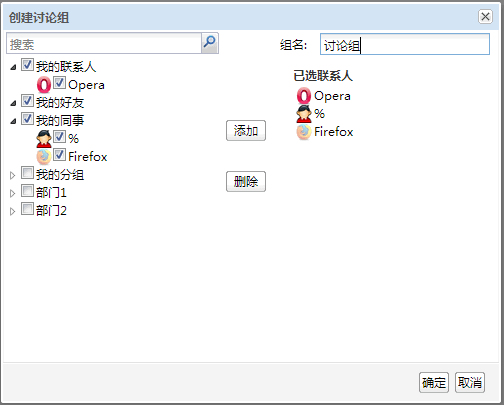 创建讨论组
搜索
组名:
讨论组
我的联系人
Opera
我的好友
我的同事
%
Firefox
我的分组
部门1
部门2
添加
删除
已选联系人
Opera
%
Firefox
确定
取消